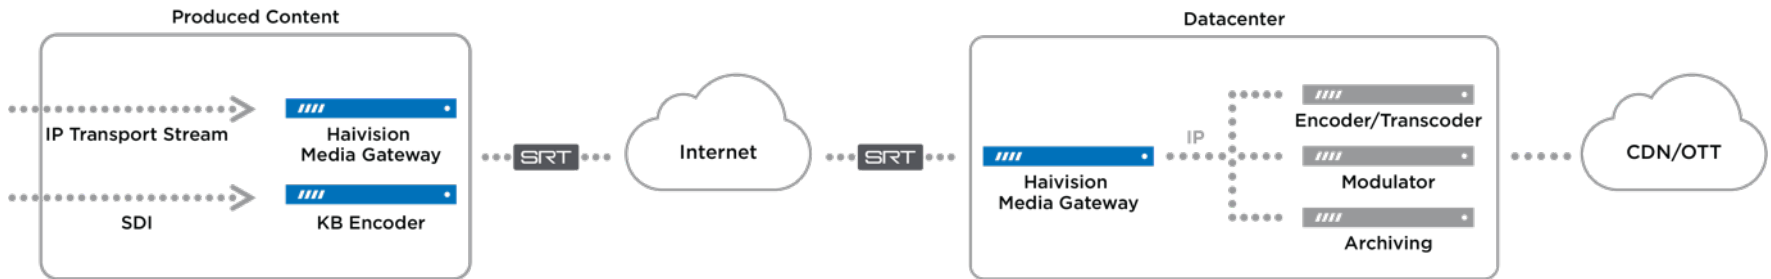 Produced Content
IP Transport Stream
Haivision
Media Gateway
SDI
KB Encoder
SRT
Internet
SRT
Datacenter
Haivision
Media Gateway
IP
Encoder/Transcoder
Modulator
Archiving
CDN/OTT